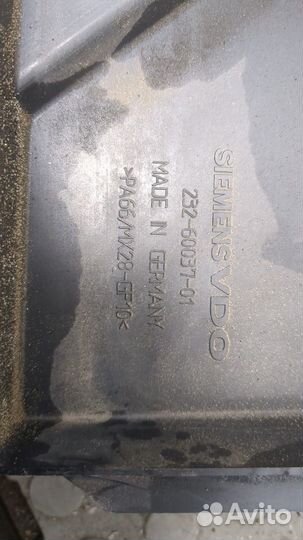 SIEMENS VDO
232-60037-01
MADE IN GERMANY
>PA66/MX28-GF10<
Avito